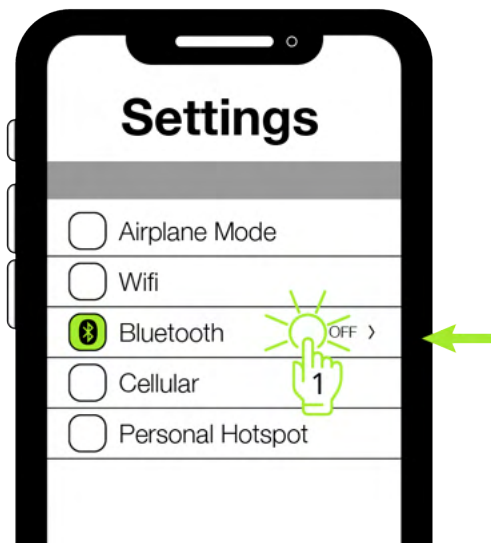 Settings
Airplane Mode
Wifi
Bluetooth OFF >
Cellular
1
Personal Hotspot